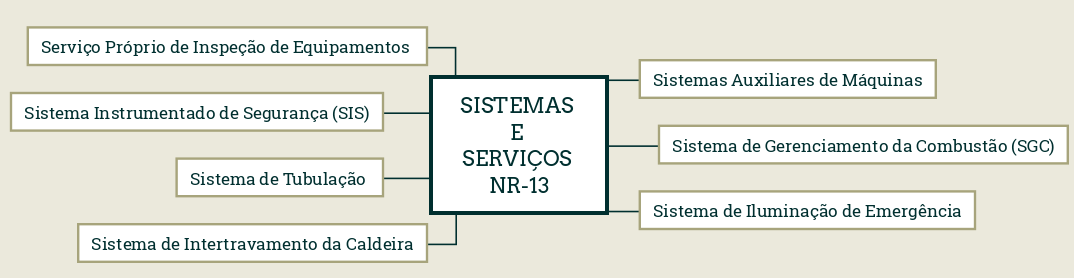 Serviço Próprio de Inspeção de Equipamentos
Sistema Instrumentado de Segurança (SIS)
Sistema de Tubulação
Sistema de Intertravamento da Caldeira
SISTEMAS
E
SERVIÇOS
NR-13
Sistemas Auxiliares de Máquinas
Sistema de Gerenciamento da Combustão (SGC)
Sistema de Iluminação de Emergência